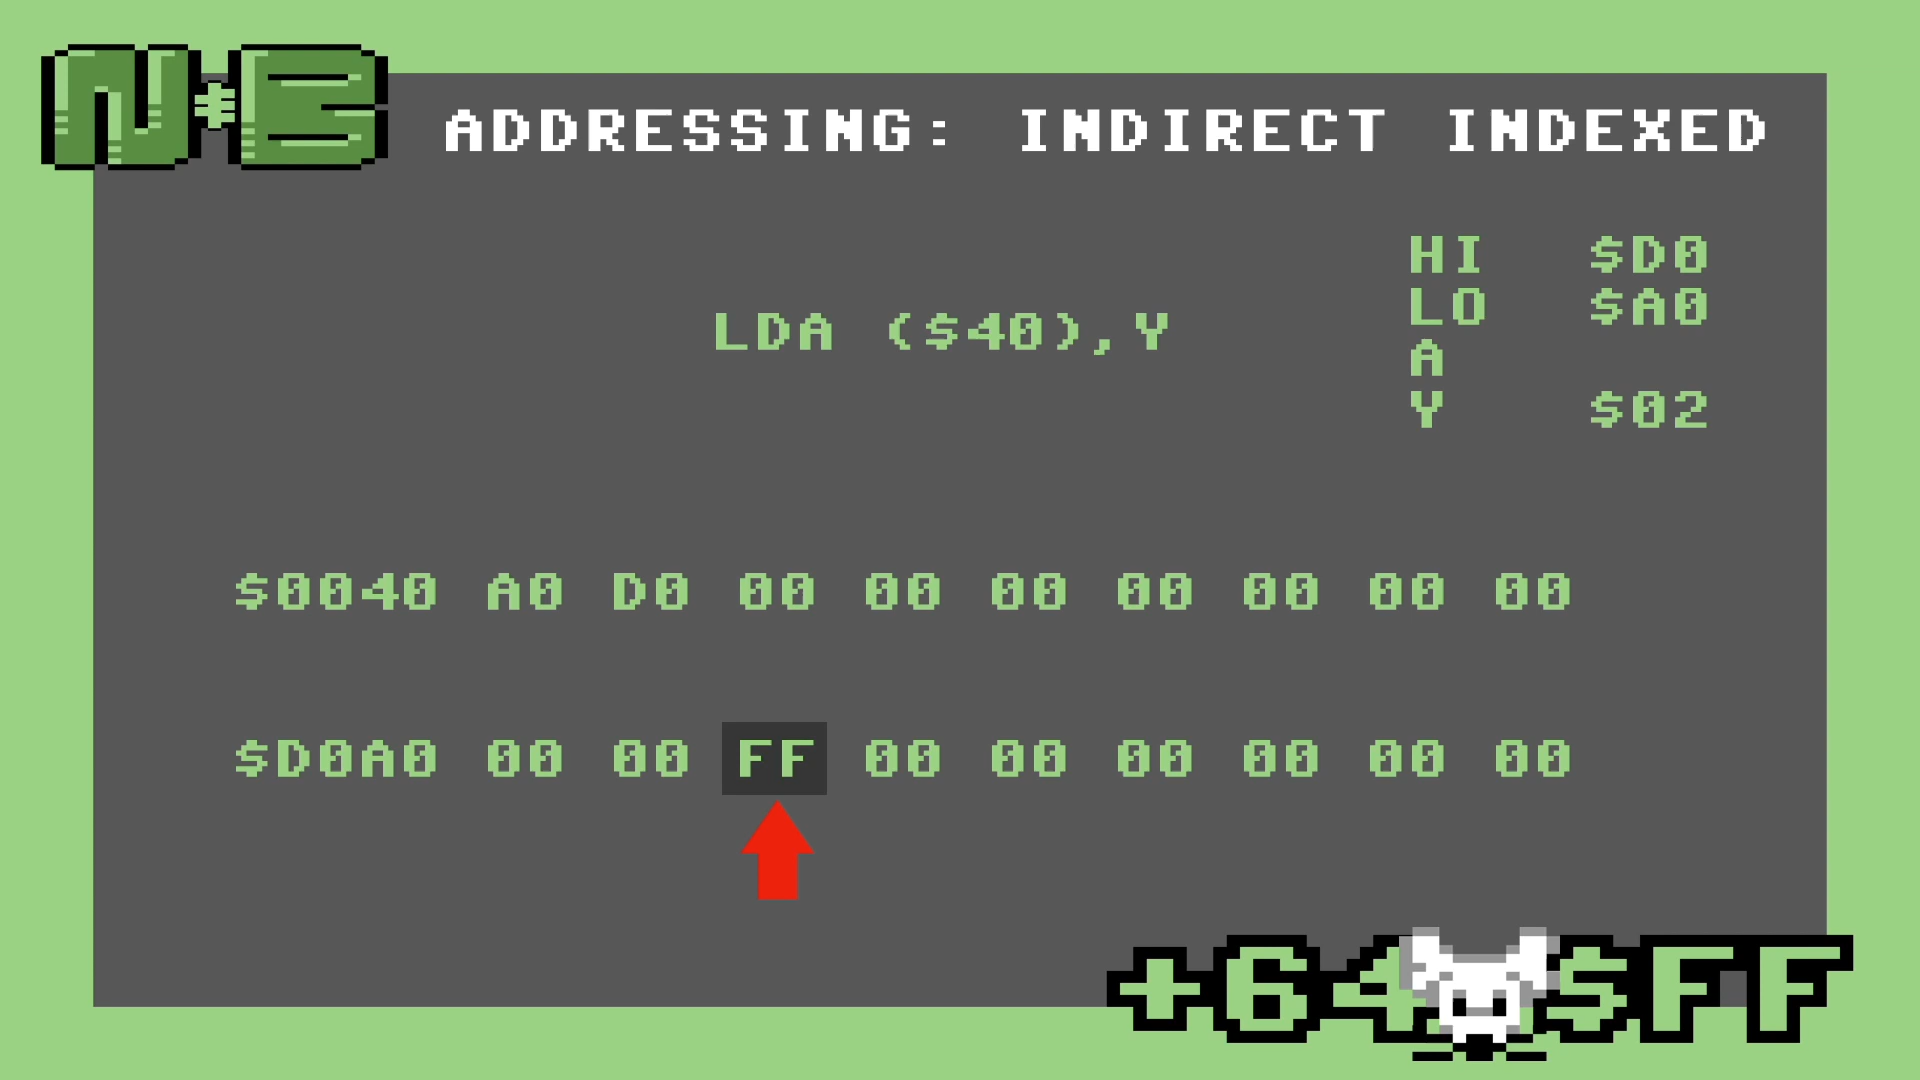 N*B
ADDRESSING: INDIRECT INDEXED
HI $D0
LO $A0
LDA ($40),Y
A
Y $02
$0040 A0 D0 00 00 00 00 00 00 00
$D0A0 00 00 FF 00 00 00 00 00 00
+64 $FF